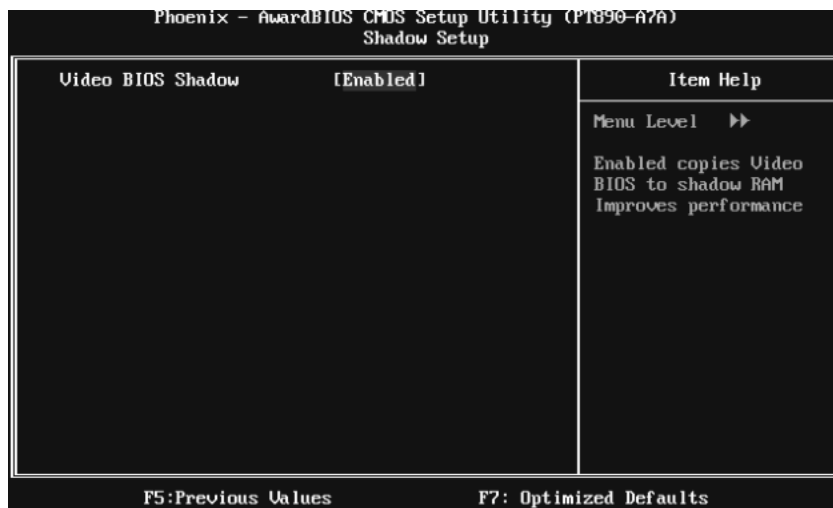 Phoenix - AwardBIOS CMOS Setup Utility (PT890-A7A)
Shadow Setup
Video BIOS Shadow [Enabled]
Item Help
Menu Level ▶▶
Enabled copies Video
BIOS to shadow RAM
Improves performance
F5:Previous Values F7: Optimized Defaults